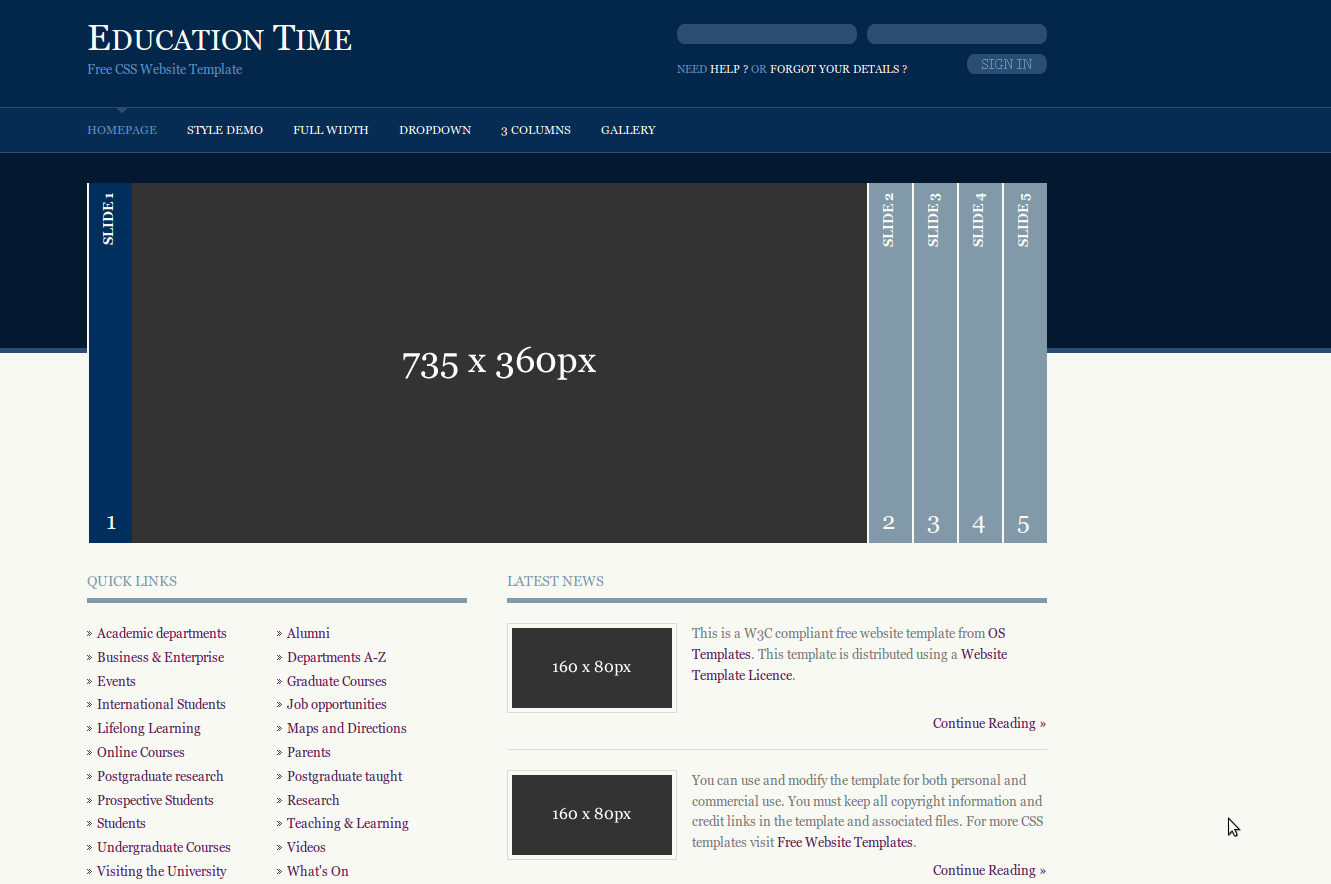 EDUCATION TIME
Free CSS Website Template
NEED HELP ? OR FORGOT YOUR DETAILS ?
SIGN IN
HOMEPAGE STYLE DEMO FULL WIDTH DROPDOWN 3 COLUMNS GALLERY
SLIDE 1
1
735 x 360px
SLIDE 2
2
SLIDE 3
3
SLIDE 4
4
SLIDE 5
5
QUICK LINKS
» Academic departments
» Business & Enterprise
» Events
» International Students
» Lifelong Learning
» Online Courses
» Postgraduate research
» Prospective Students
» Students
» Undergraduate Courses
» Visiting the University
» Alumni
» Departments A-Z
» Graduate Courses
» Job opportunities
» Maps and Directions
» Parents
» Postgraduate taught
» Research
» Teaching & Learning
» Videos
» What's On
LATEST NEWS
160 x 80px
This is a W3C compliant free website template from OS
Templates. This template is distributed using a Website
Template Licence.
Continue Reading »
160 x 80px
You can use and modify the template for both personal and
commercial use. You must keep all copyright information and
credit links in the template and associated files. For more CSS
templates visit Free Website Templates.
Continue Reading »